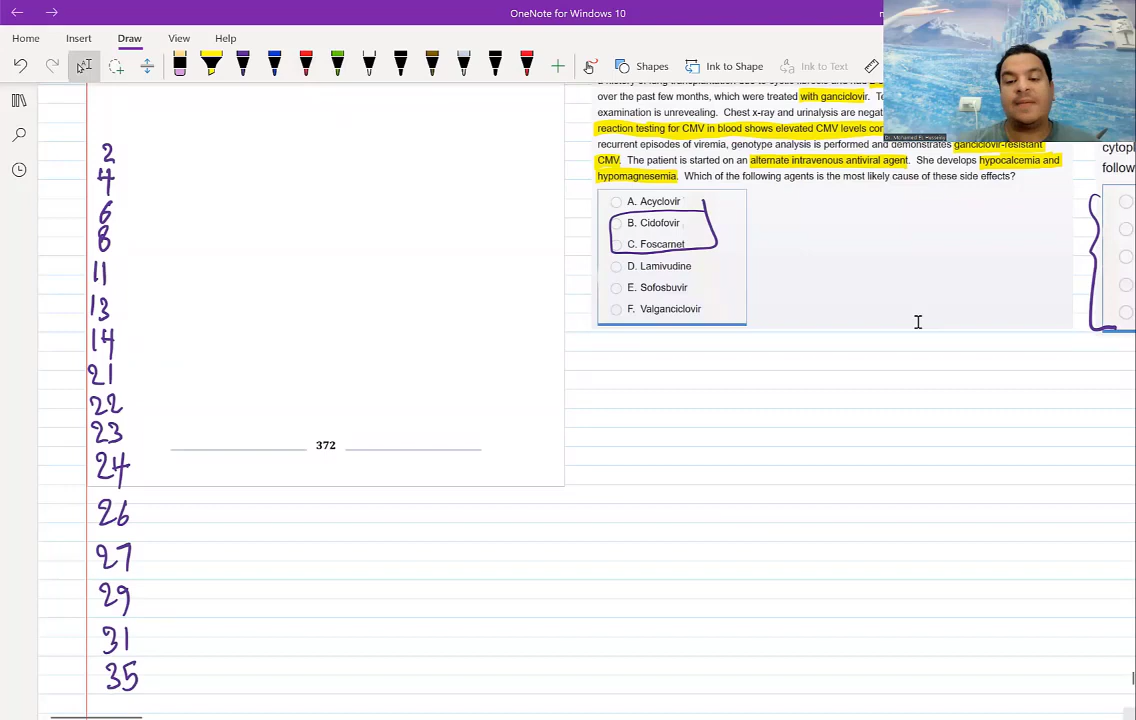 OneNote for Windows 10
Home Insert Draw View Help
Shapes Ink to Shape Ink to Text
over the past few months, which were treated with ganciclovir. Te
examination is unrevealing. Chest x-ray and urinalysis are negat
reaction testing for CMV in blood shows elevated CMV levels con
recurrent episodes of viremia, genotype analysis is performed and demonstrates ganciclovir-resistant
CMV. The patient is started on an alternate intravenous antiviral agent. She develops hypocalcemia and
hypomagnesemia. Which of the following agents is the most likely cause of these side effects?
A. Acyclovir
B. Cidofovir
C. Foscarnet
D. Lamivudine
E. Sofosbuvir
F. Valganciclovir
cytopl
follow
2
4
6
8
11
13
14
21
22
23
24
26
27
29
31
35
372